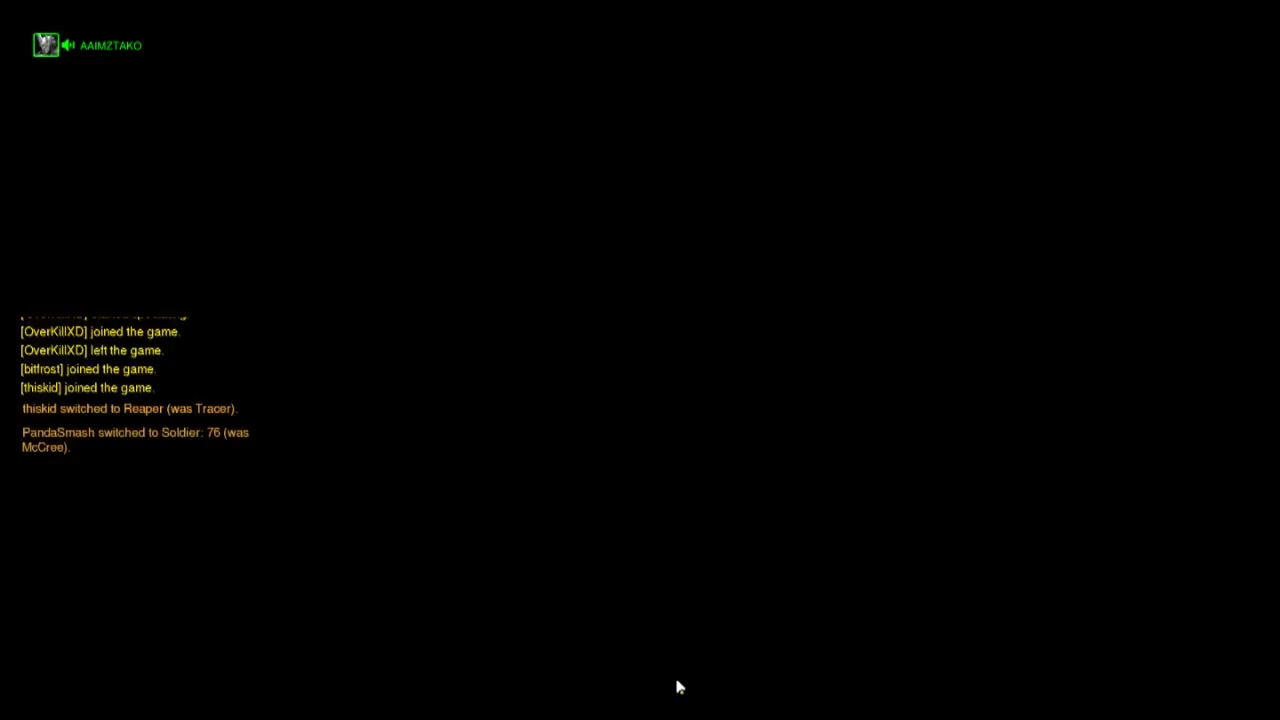 AAIMZTAKO
[OverKillXD] joined the game.
[OverKillXD] left the game.
[bitfrost] joined the game.
[thiskid] joined the game.
thiskid switched to Reaper (was Tracer).
PandaSmash switched to Soldier: 76 (was
McCree).